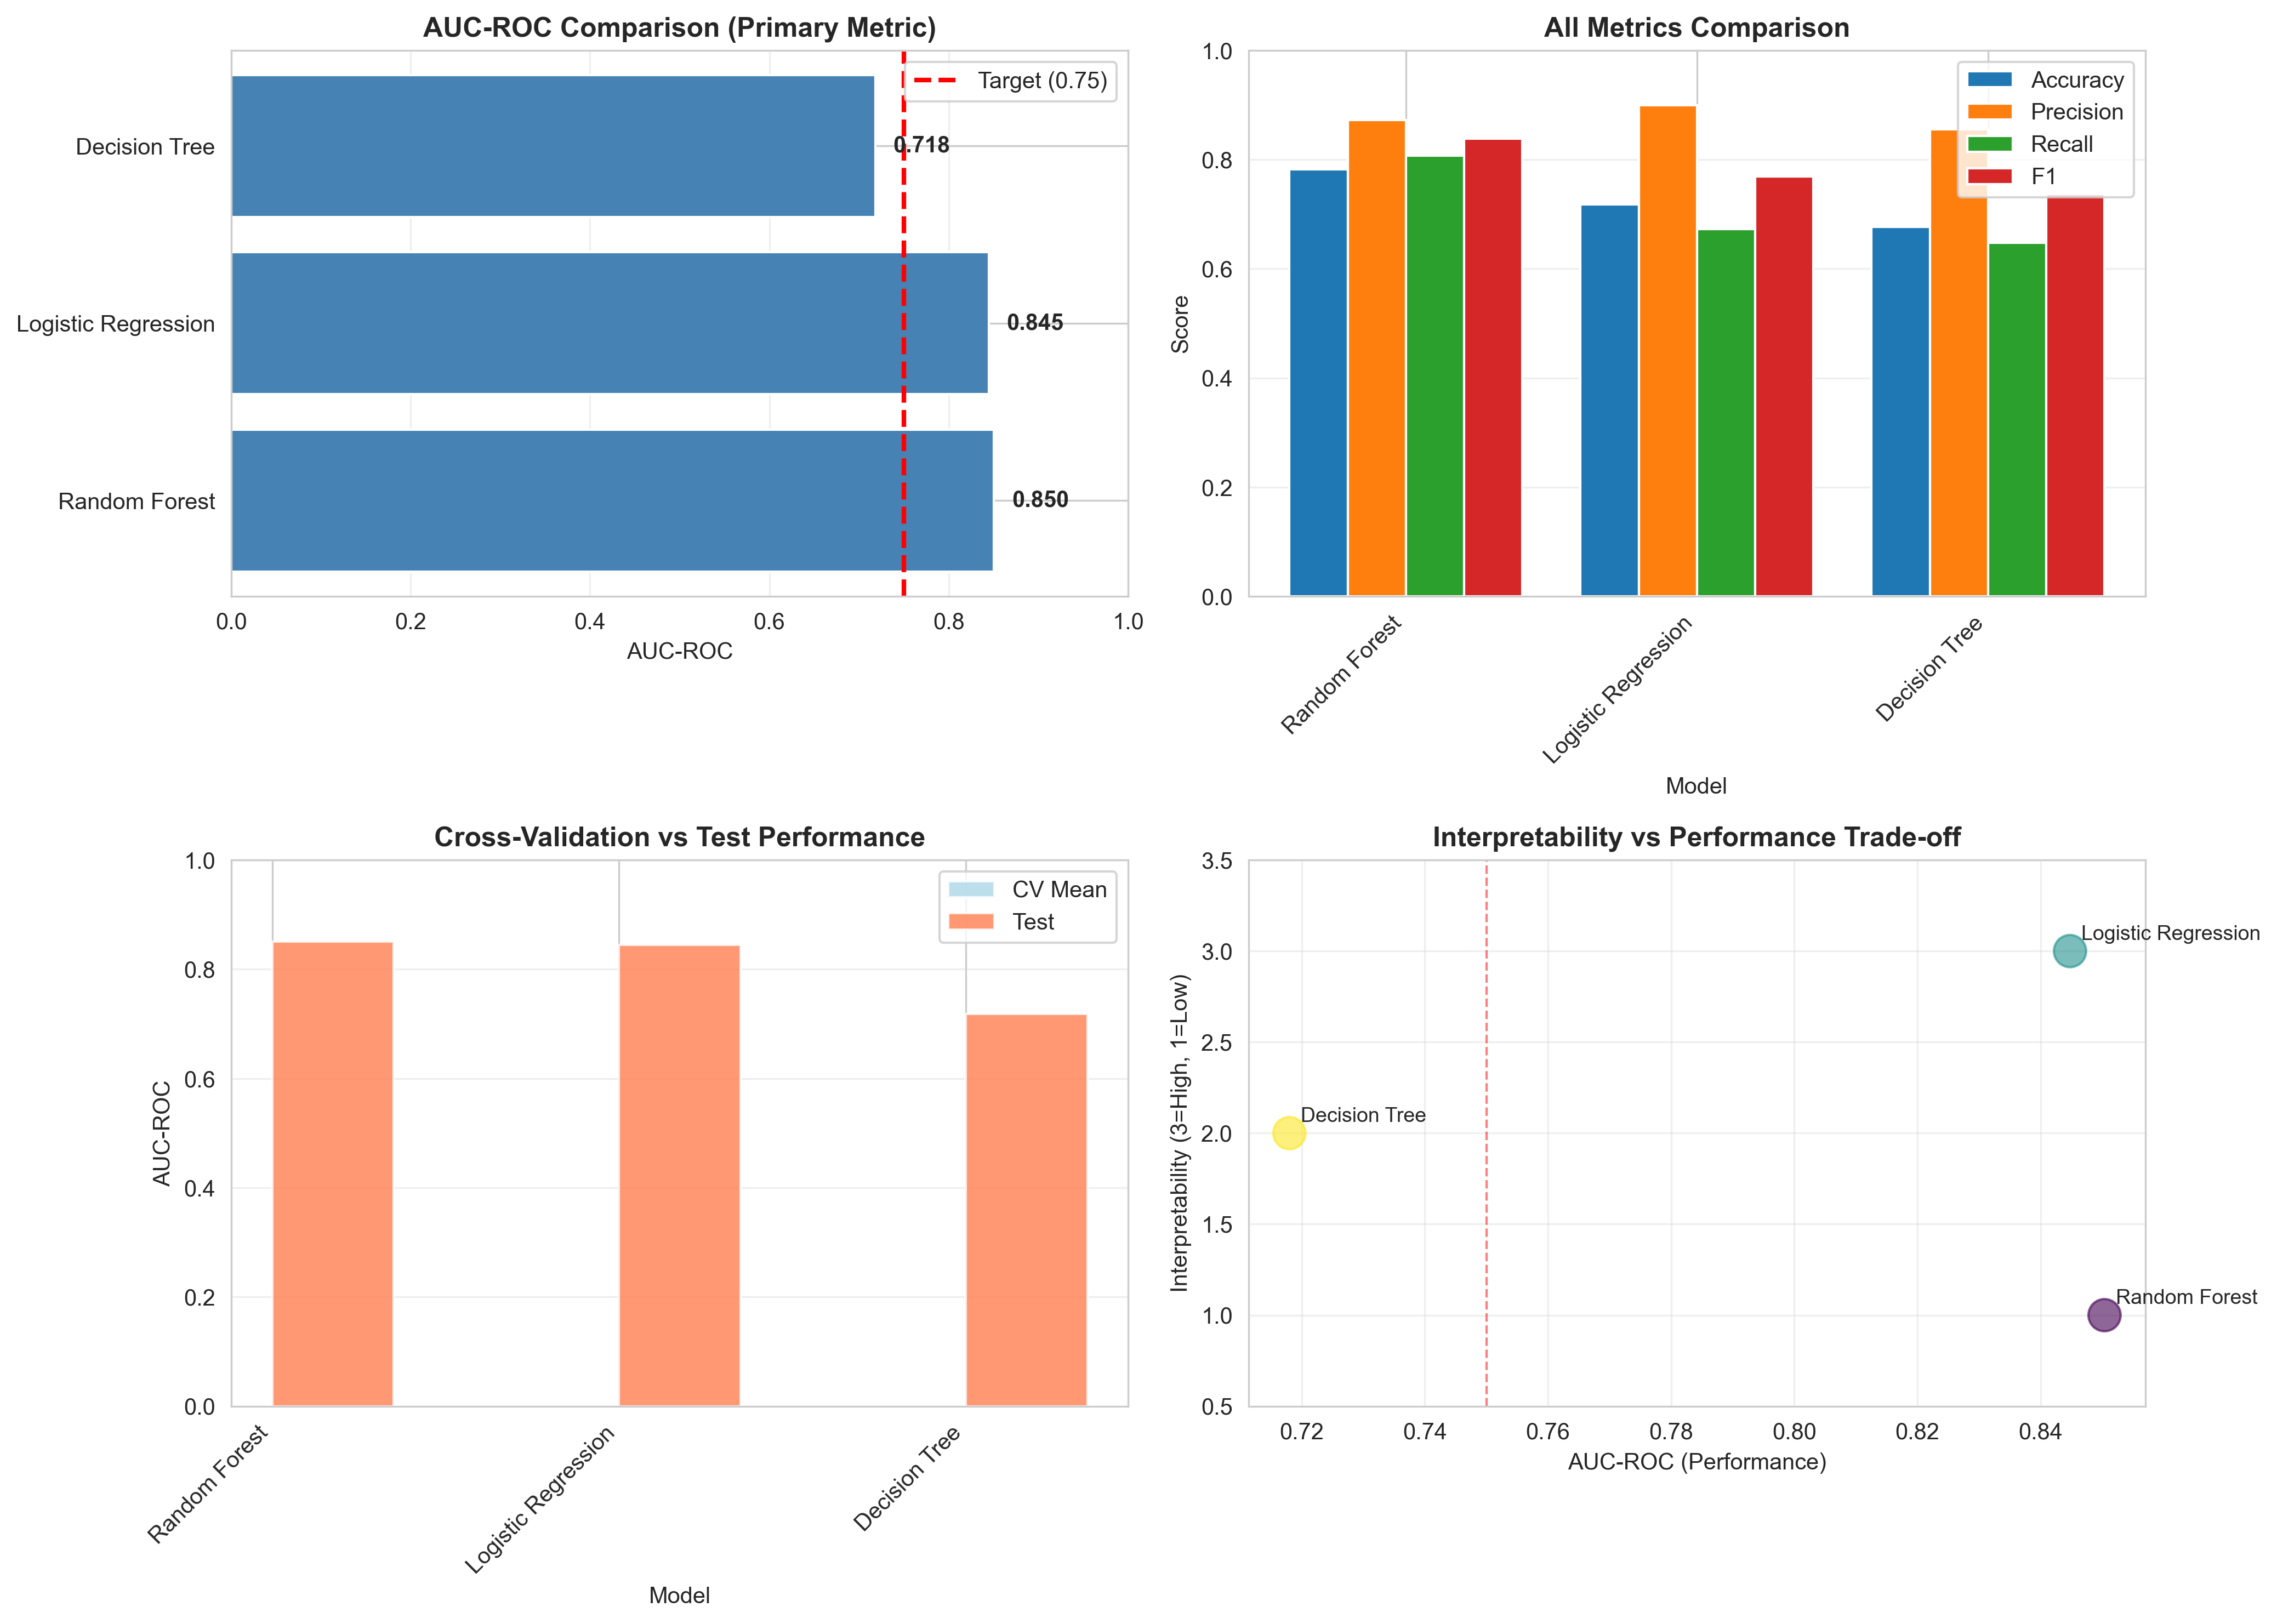 AUC-ROC Comparison (Primary Metric)
Target (0.75)
Decision Tree
0.718
Logistic Regression
0.845
Random Forest
0.850
0.0 0.2 0.4 0.6 0.8 1.0
AUC-ROC
All Metrics Comparison
Accuracy
Precision
Recall
F1
1.0
0.8
0.6
0.4
0.2
0.0
Score
Random Forest
Logistic Regression
Decision Tree
Model
Cross-Validation vs Test Performance
CV Mean
Test
1.0
0.8
0.6
0.4
0.2
0.0
AUC-ROC
Random Forest
Logistic Regression
Decision Tree
Model
Interpretability vs Performance Trade-off
3.5
3.0
2.5
2.0
1.5
1.0
0.5
Interpretability (3=High, 1=Low)
Logistic Regression
Decision Tree
Random Forest
0.72 0.74 0.76 0.78 0.80 0.82 0.84
AUC-ROC (Performance)